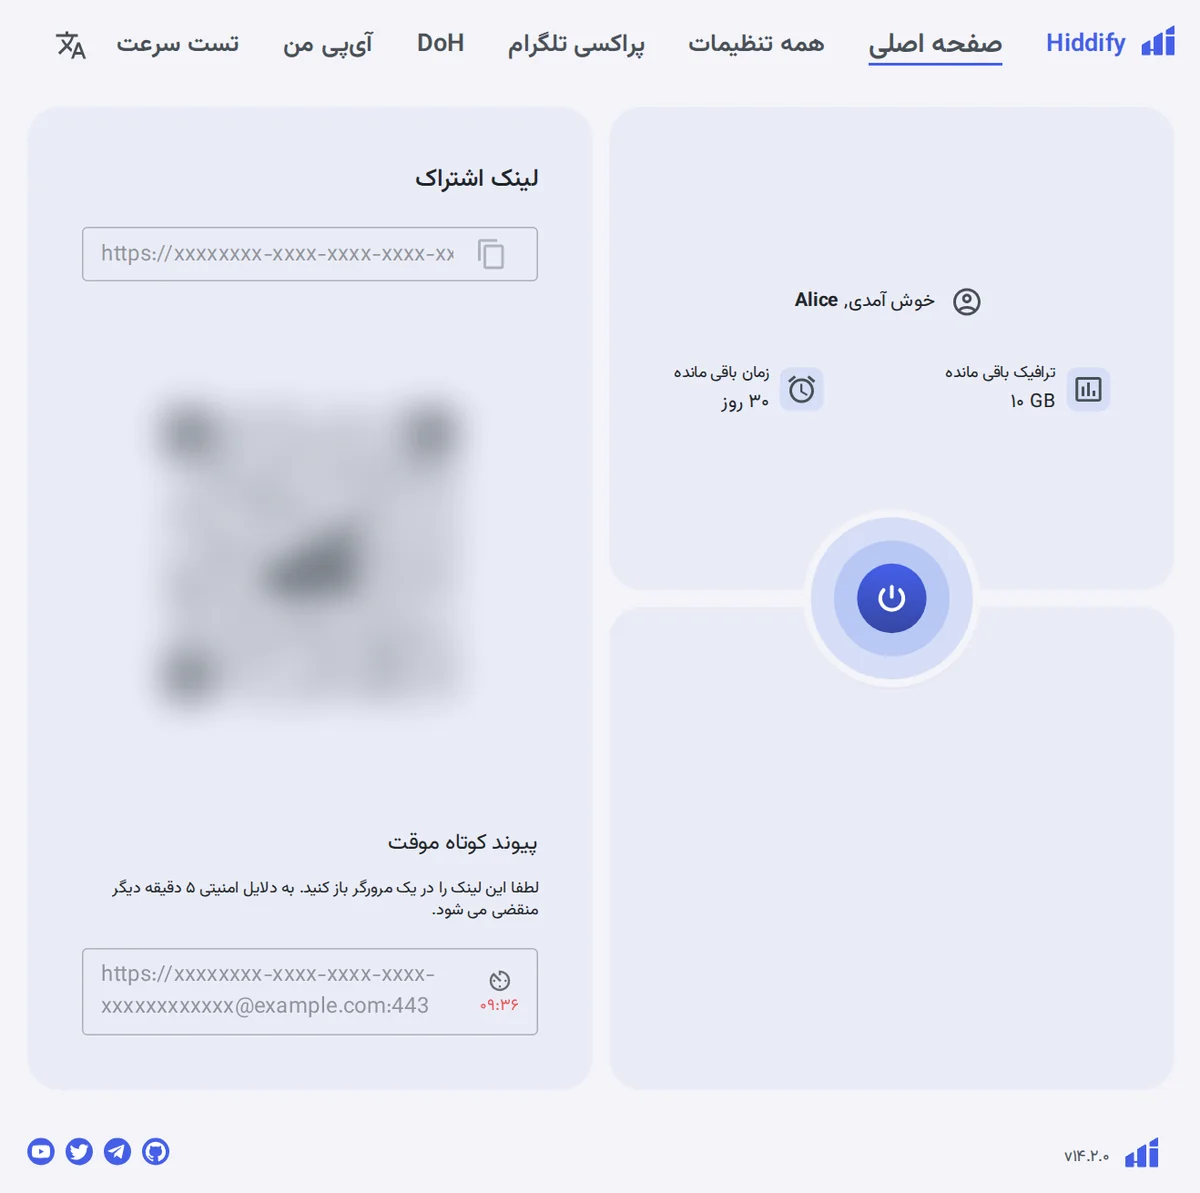 Hiddify
صفحه اصلی
همه تنظیمات
پراکسی تلگرام
DoH
آی‌پی من
تست سرعت
خوش آمدی, Alice
ترافیک باقی مانده
۱۰ GB
زمان باقی مانده
۳۰ روز
لینک اشتراک
https://xxxxxxxx-xxxx-xxxx-xxxx-xx
پیوند کوتاه موقت
لطفا این لینک را در یک مرورگر باز کنید. به دلایل امنیتی ۵ دقیقه دیگر
منقضی می شود.
https://xxxxxxxx-xxxx-xxxx-xxxx-
xxxxxxxxxxxx@example.com:443
۰۹:۳۶
v۱۴.۲.۰